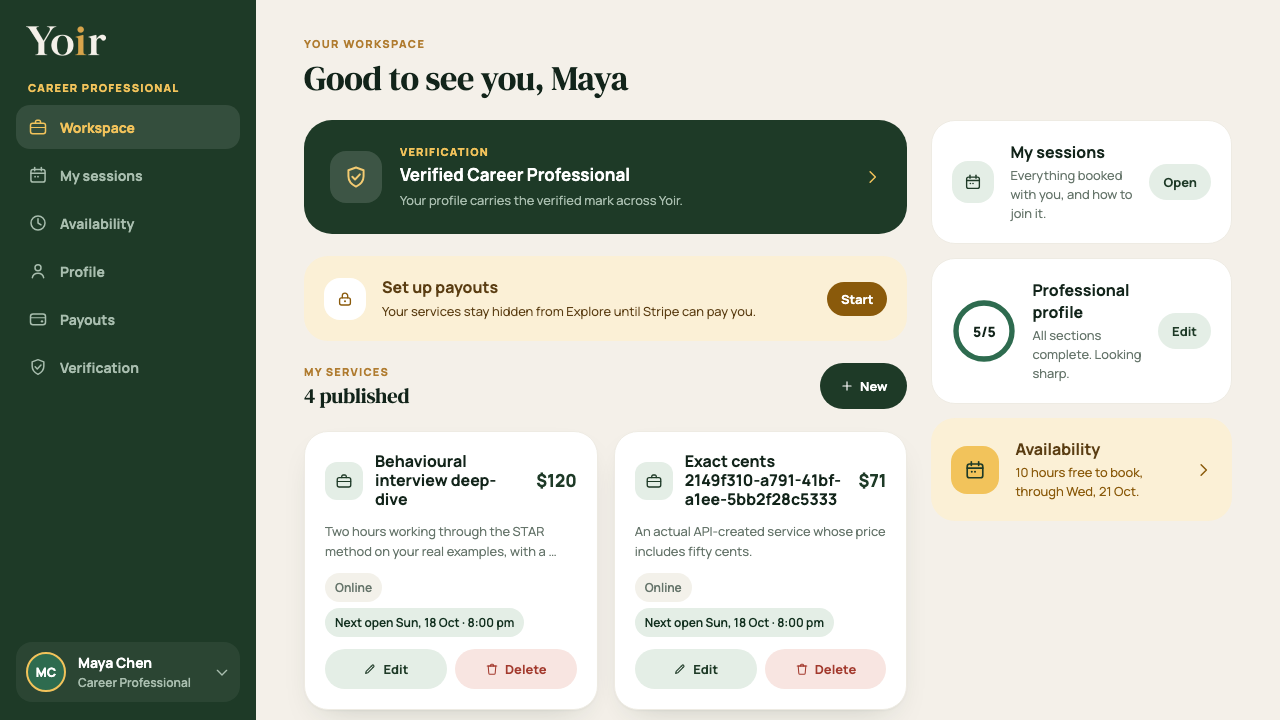 Yoir
CAREER PROFESSIONAL
Workspace
My sessions
Availability
Profile
Payouts
Verification
MC
Maya Chen
Career Professional
YOUR WORKSPACE
Good to see you, Maya
VERIFICATION
Verified Career Professional
Your profile carries the verified mark across Yoir.
Set up payouts
Your services stay hidden from Explore until Stripe can pay you.
Start
MY SERVICES
4 published
New
Behavioural
interview deep-
dive
$120
Two hours working through the STAR
method on your real examples, with a ...
Online
Next open Sun, 18 Oct · 8:00 pm
Edit
Delete
Exact cents
2149f310-a791-41bf-
a1ee-5bb2f28c5333
$71
An actual API-created service whose price
includes fifty cents.
Online
Next open Sun, 18 Oct · 8:00 pm
Edit
Delete
My sessions
Everything booked
with you, and how to
join it.
Open
5/5
Professional
profile
All sections
complete. Looking
sharp.
Edit
Availability
10 hours free to book,
through Wed, 21 Oct.